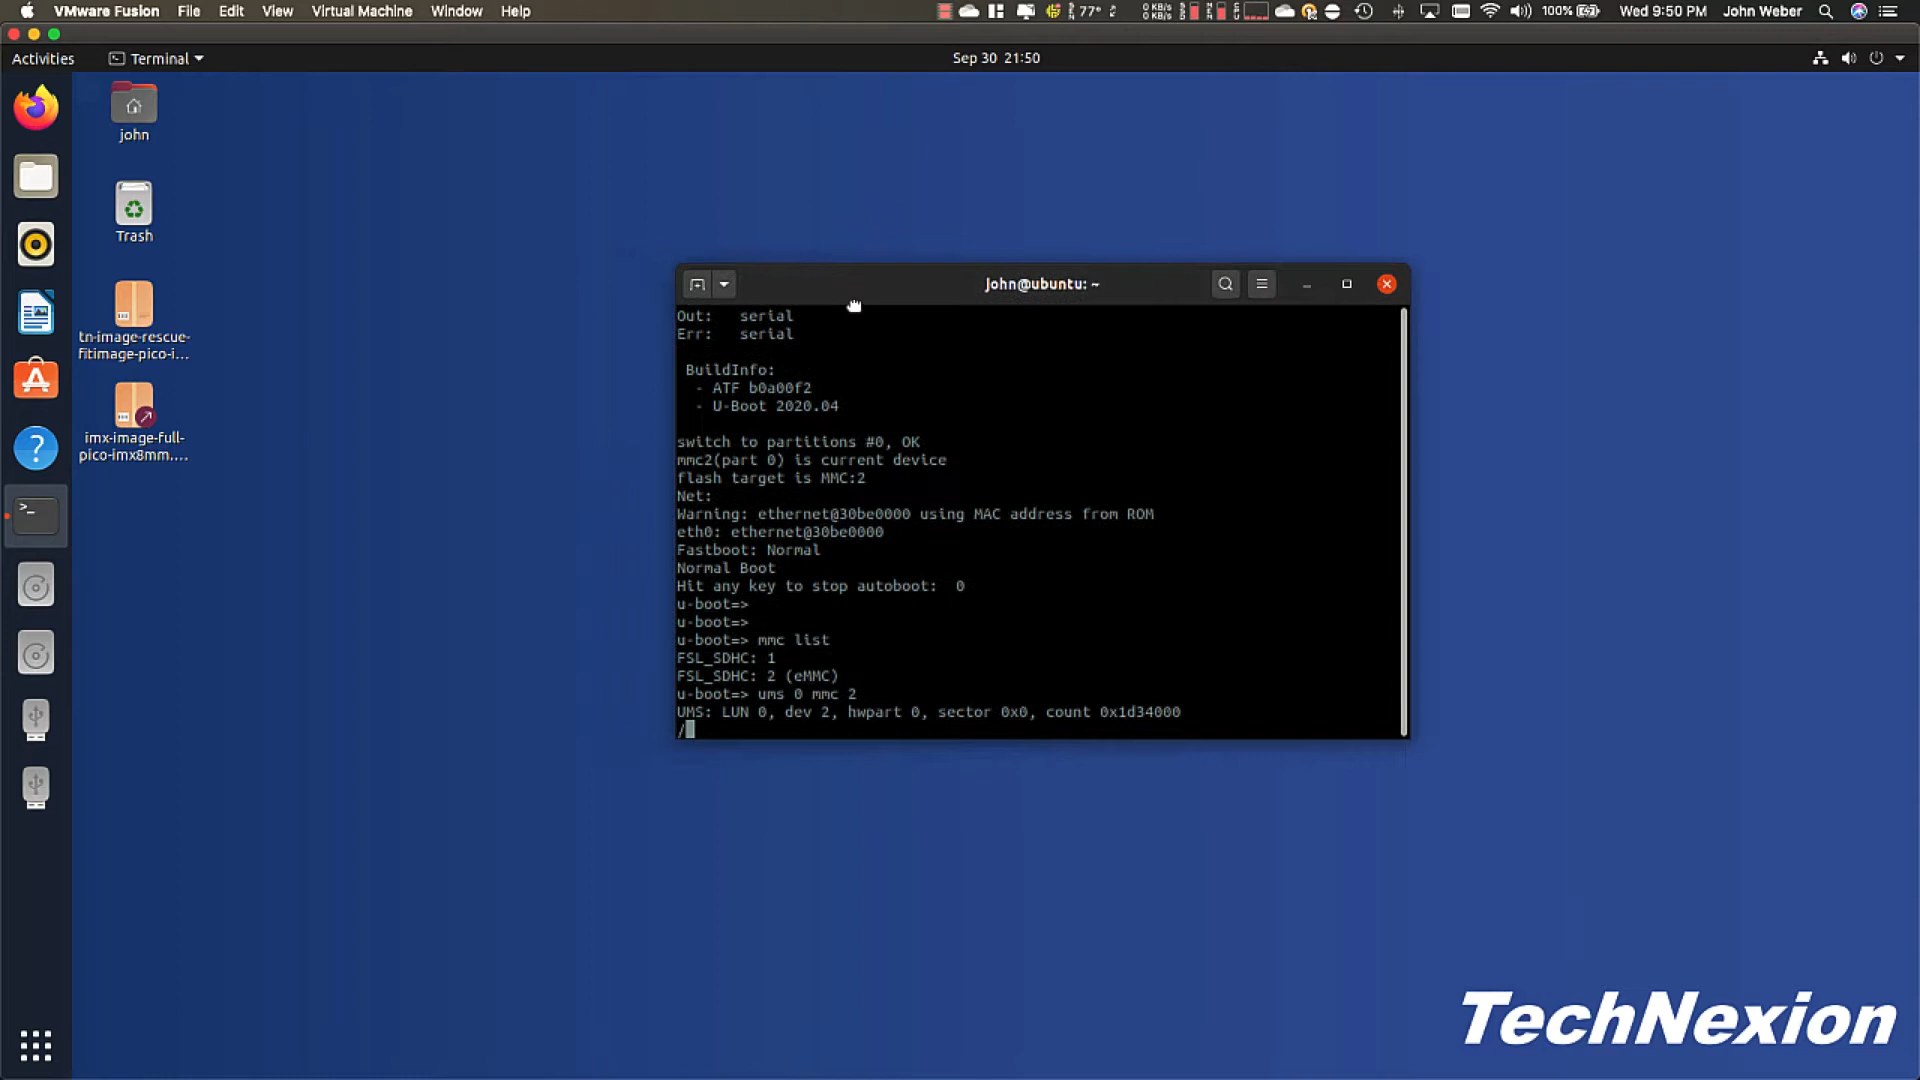 VMware Fusion File Edit View Virtual Machine Window Help 77° 0 KB/s 0 KB/s 100% Wed 9:50 PM John Weber
Activities Terminal Sep 30 21:50
john
Trash
tn-image-rescue-
fitimage-pico-i...
imx-image-full-
pico-imx8mm....
john@ubuntu: ~
Out: serial
Err: serial
BuildInfo:
- ATF b0a00f2
- U-Boot 2020.04
switch to partitions #0, OK
mmc2(part 0) is current device
flash target is MMC:2
Net:
Warning: ethernet@30be0000 using MAC address from ROM
eth0: ethernet@30be0000
Fastboot: Normal
Normal Boot
Hit any key to stop autoboot: 0
u-boot=>
u-boot=>
u-boot=> mmc list
FSL_SDHC: 1
FSL_SDHC: 2 (eMMC)
u-boot=> ums 0 mmc 2
UMS: LUN 0, dev 2, hwpart 0, sector 0x0, count 0x1d34000
/
TechNexion